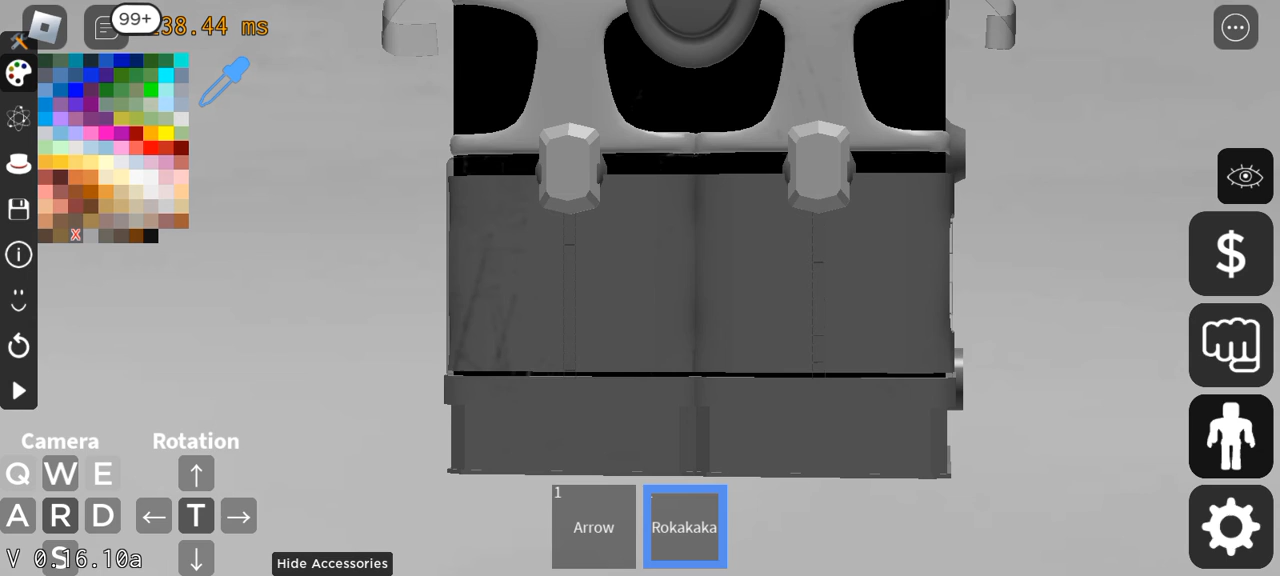 99+
38.44 ms
$
Camera
Rotation
Q W E
↑
A R D
← T →
S
↓
V 0.16.10a
Hide Accessories
1
Arrow
Rokakaka
X